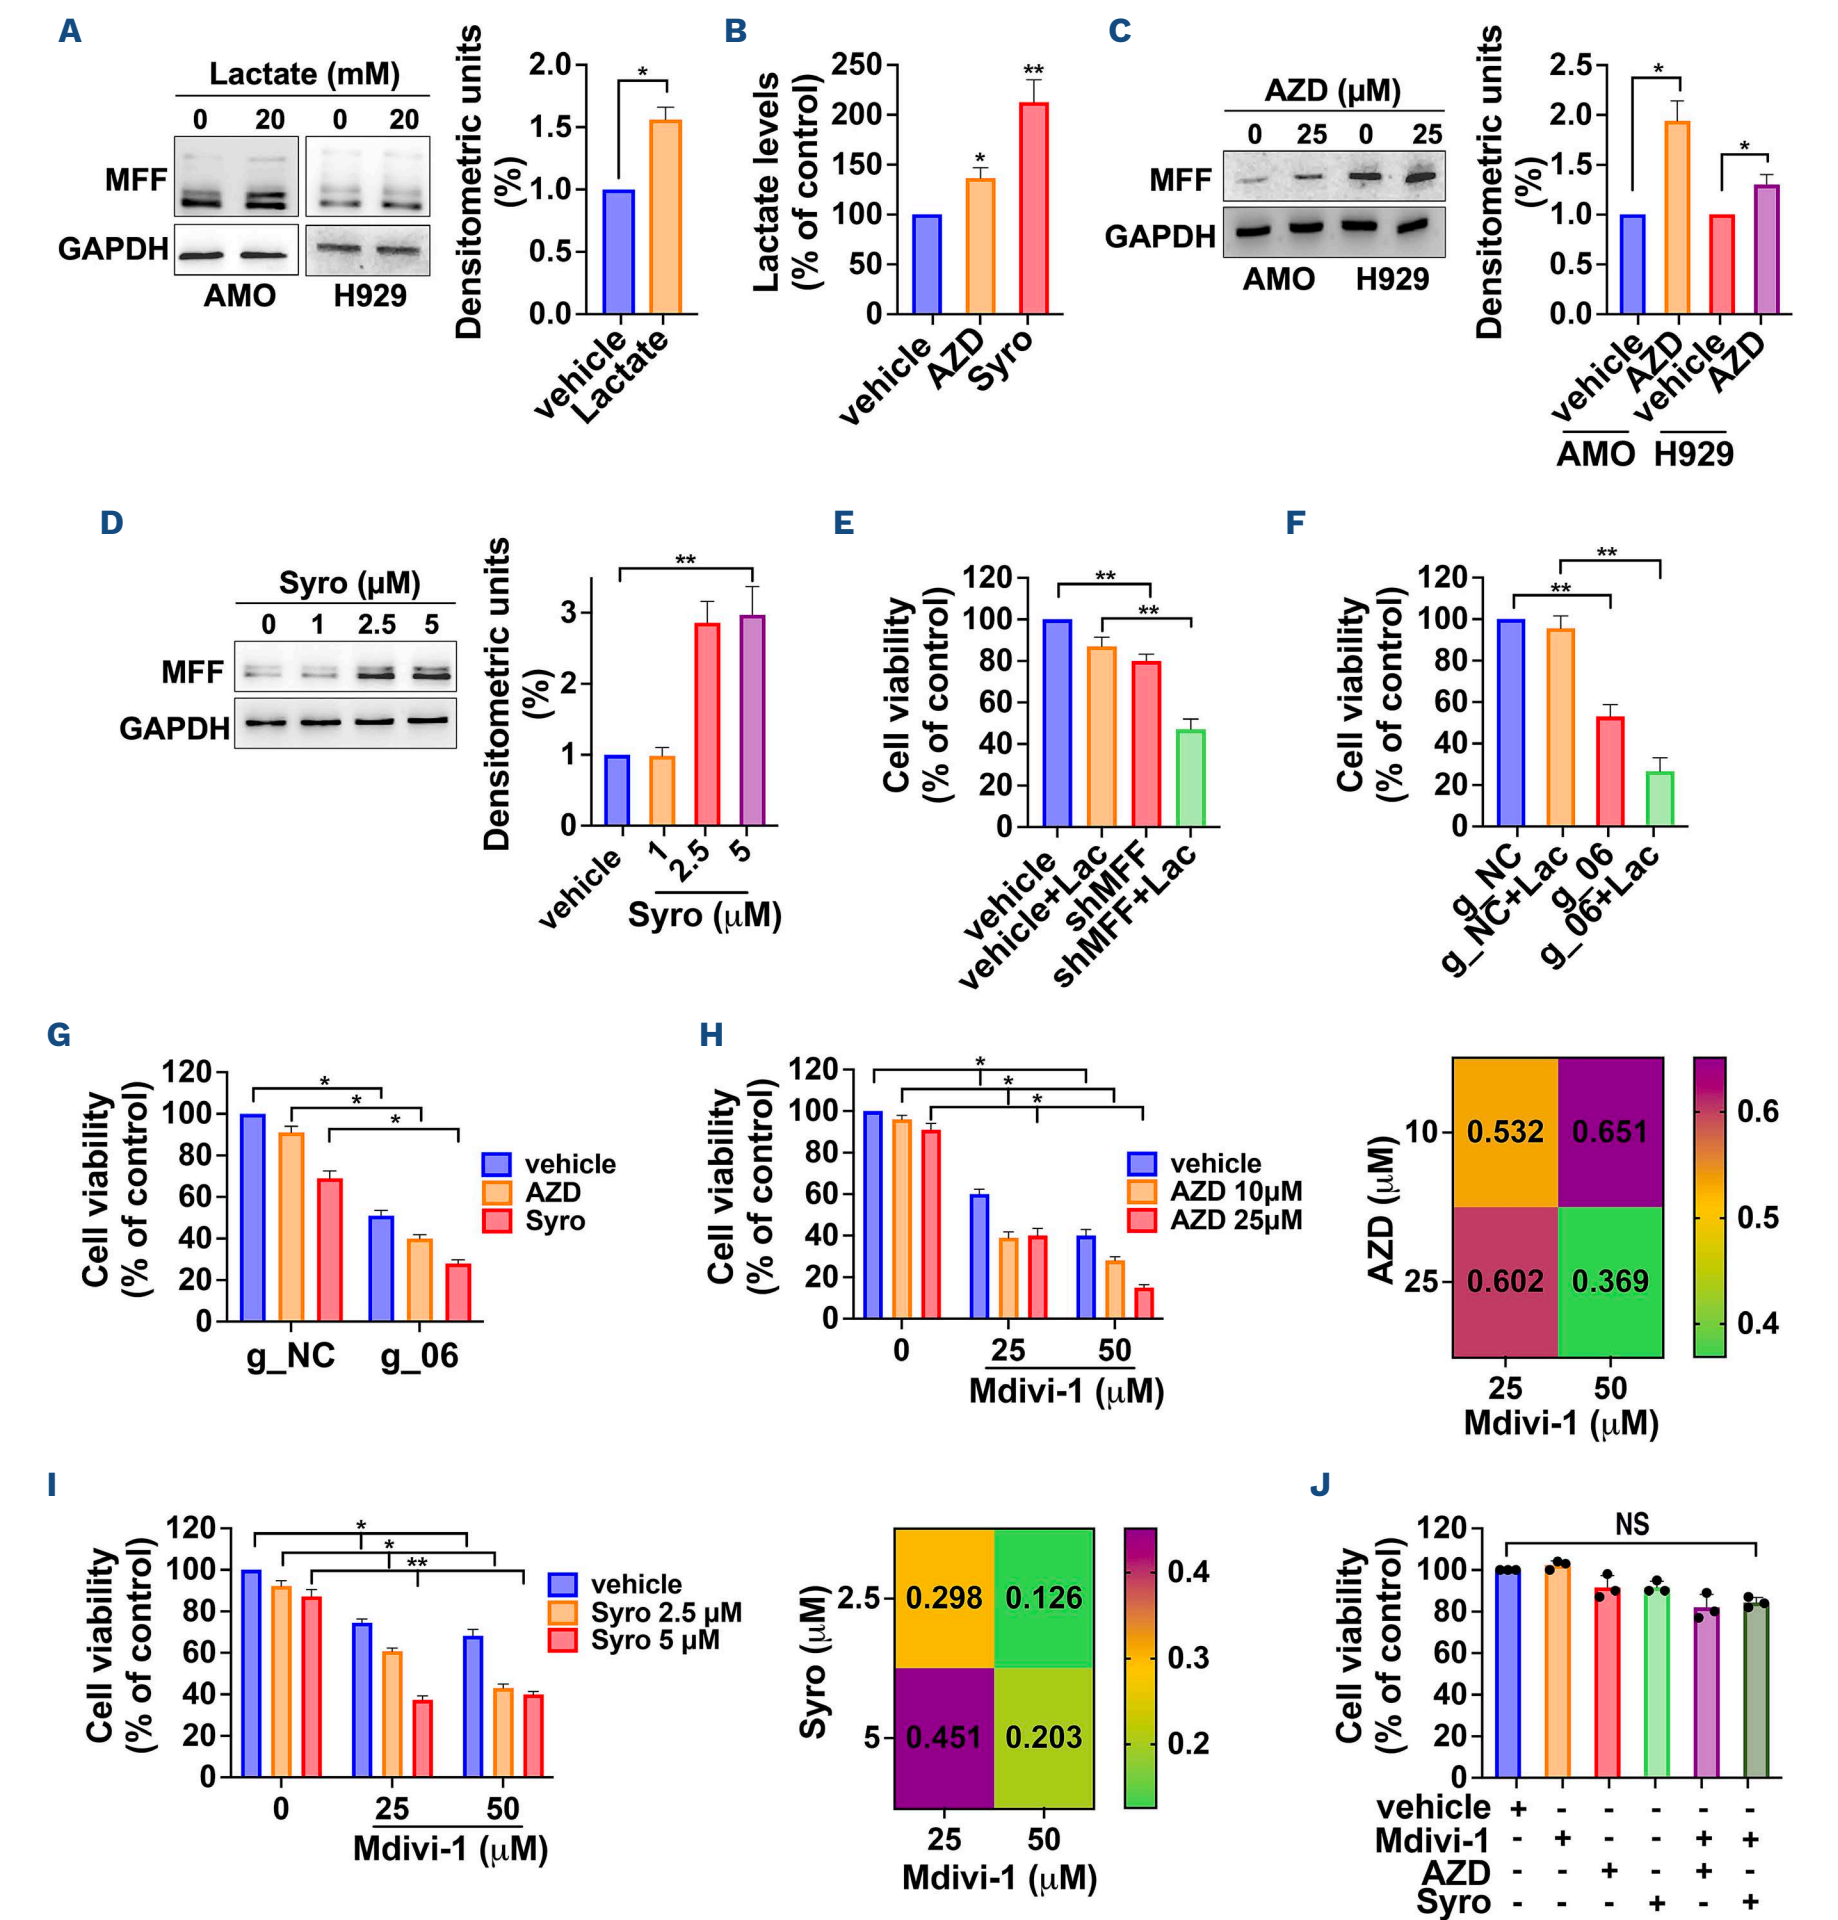 A
Lactate (mM)
0 20 0 20
MFF
GAPDH
AMO H929
Densitometric units
(%)
2.0
1.5
1.0
0.5
0.0
*
vehicle
Lactate
B
Lactate levels
(% of control)
250
200
150
100
50
0
*
**
vehicle
AZD
Syro
C
AZD (µM)
0 25 0 25
MFF
GAPDH
AMO H929
Densitometric units
(%)
2.5
2.0
1.5
1.0
0.5
0.0
*
*
vehicle
AZD
vehicle
AZD
AMO H929
D
Syro (µM)
0 1 2.5 5
MFF
GAPDH
Densitometric units
(%)
3
2
1
0
**
vehicle
1
2.5
5
Syro (µM)
E
Cell viability
(% of control)
120
100
80
60
40
20
0
**
**
vehicle
vehicle+Lac
shMFF
shMFF+Lac
F
Cell viability
(% of control)
120
100
80
60
40
20
0
**
**
g_NC
g_NC+Lac
g_06
g_06+Lac
G
Cell viability
(% of control)
120
100
80
60
40
20
0
*
*
*
g_NC g_06
vehicle
AZD
Syro
H
Cell viability
(% of control)
120
100
80
60
40
20
0
*
*
*
0 25 50
Mdivi-1 (µM)
vehicle
AZD 10µM
AZD 25µM
AZD (µM)
10
25
0.532 0.651
0.602 0.369
25 50
Mdivi-1 (µM)
0.6
0.5
0.4
I
Cell viability
(% of control)
120
100
80
60
40
20
0
*
*
**
0 25 50
Mdivi-1 (µM)
vehicle
Syro 2.5 µM
Syro 5 µM
Syro (µM)
2.5
5
0.298 0.126
0.451 0.203
25 50
Mdivi-1 (µM)
0.4
0.3
0.2
J
Cell viability
(% of control)
120
100
80
60
40
20
0
NS
vehicle + - - - - -
Mdivi-1 - + - - + +
AZD - - + - + -
Syro - - - + - +